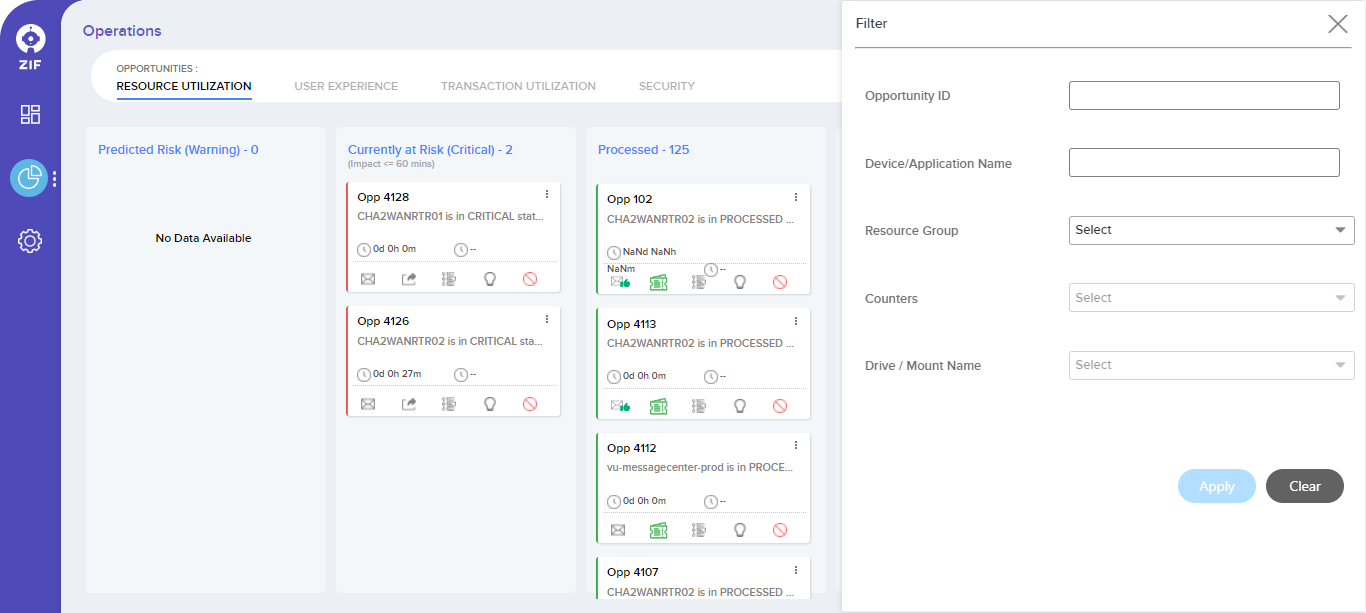 ZIF
Operations
OPPORTUNITIES :
RESOURCE UTILIZATION
USER EXPERIENCE
TRANSACTION UTILIZATION
SECURITY
Predicted Risk (Warning) - 0
No Data Available
Currently at Risk (Critical) - 2
(Impact <= 60 mins)
Opp 4128
CHA2WANRTR01 is in CRITICAL stat...
0d 0h 0m
--
Opp 4126
CHA2WANRTR02 is in CRITICAL sta...
0d 0h 27m
--
Processed - 125
Opp 102
CHA2WANRTR02 is in PROCESSED ...
NaNd NaNh
NaNm
--
Opp 4113
CHA2WANRTR02 is in PROCESSED ...
0d 0h 0m
--
Opp 4112
vu-messagecenter-prod is in PROCE...
0d 0h 0m
--
Opp 4107
CHA2WANRTR02 is in PROCESSED ...
Filter
Opportunity ID
Device/Application Name
Resource Group
Select
Counters
Select
Drive / Mount Name
Select
Apply
Clear